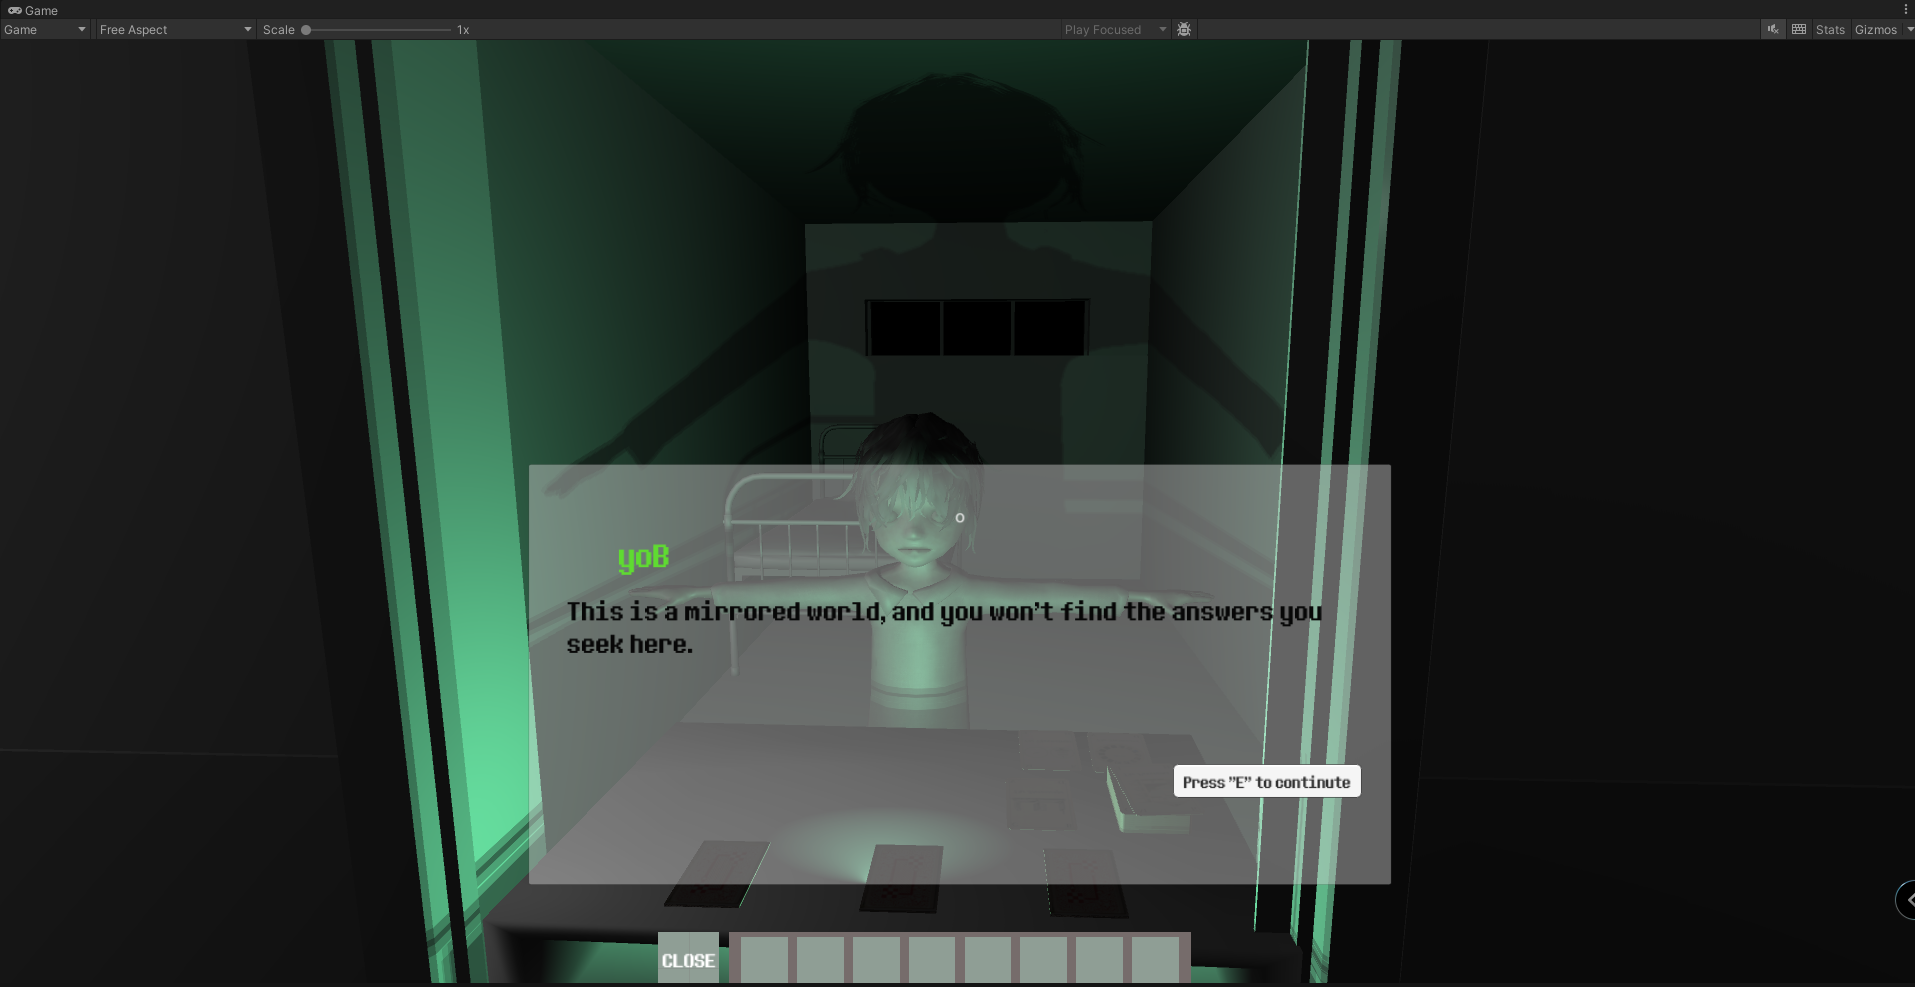 Game
Game Free Aspect Scale 1x Play Focused Stats Gizmos
yoB
This is a mirrored world, and you won't find the answers you
seek here.
Press "E" to continute
CLOSE